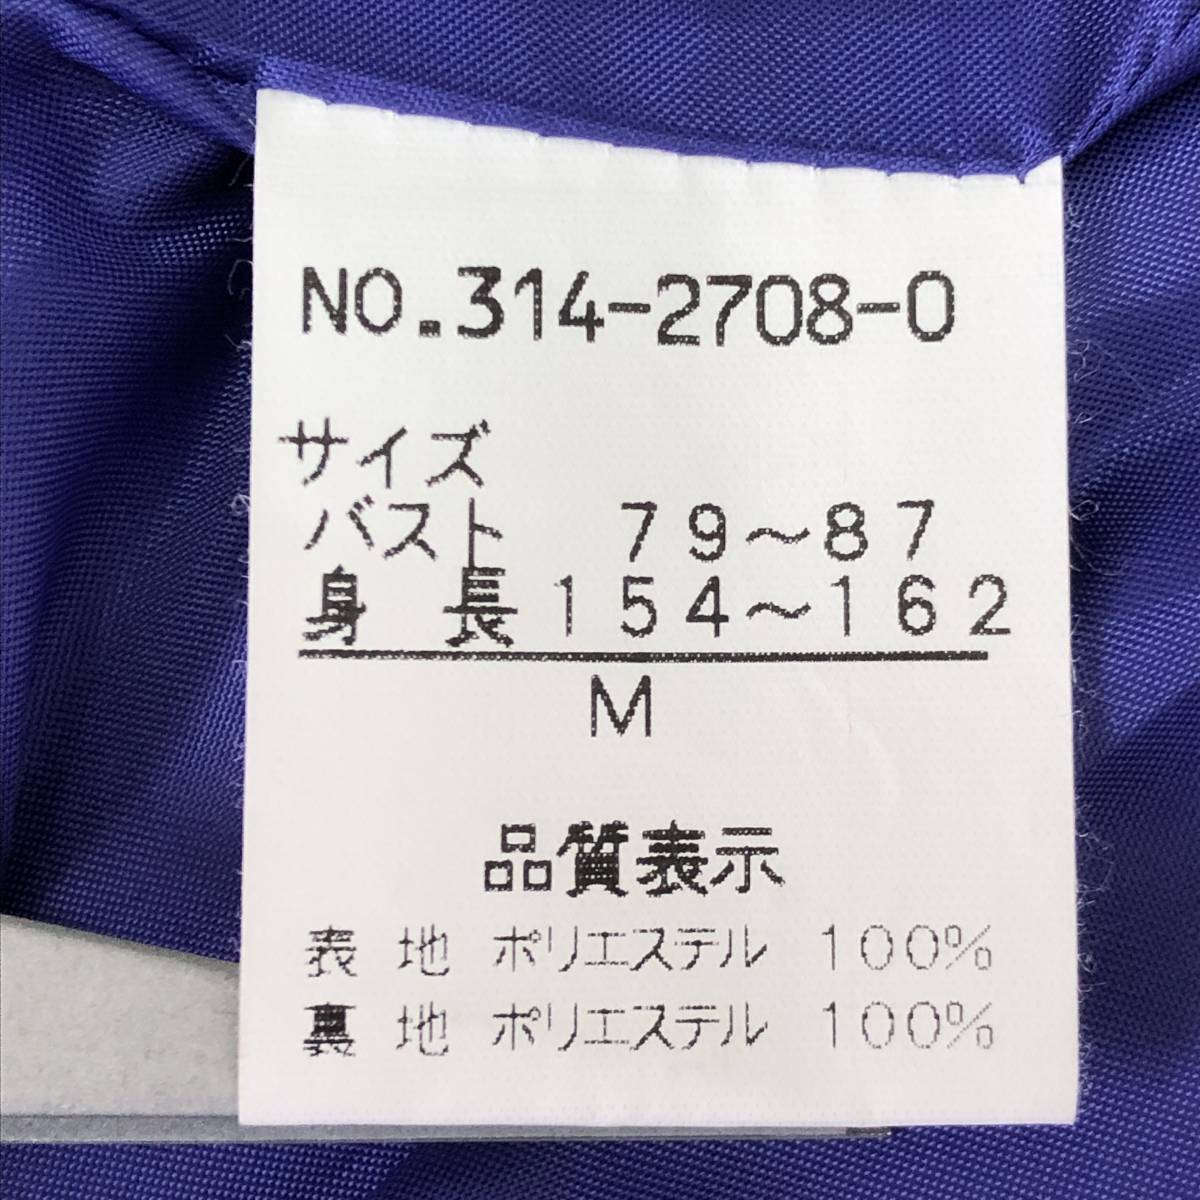 NO.314-2708-0
サイズ
バスト 79～87
身長 154～162
M
品質表示
表地 ポリエステル 100%
裏地 ポリエステル 100%